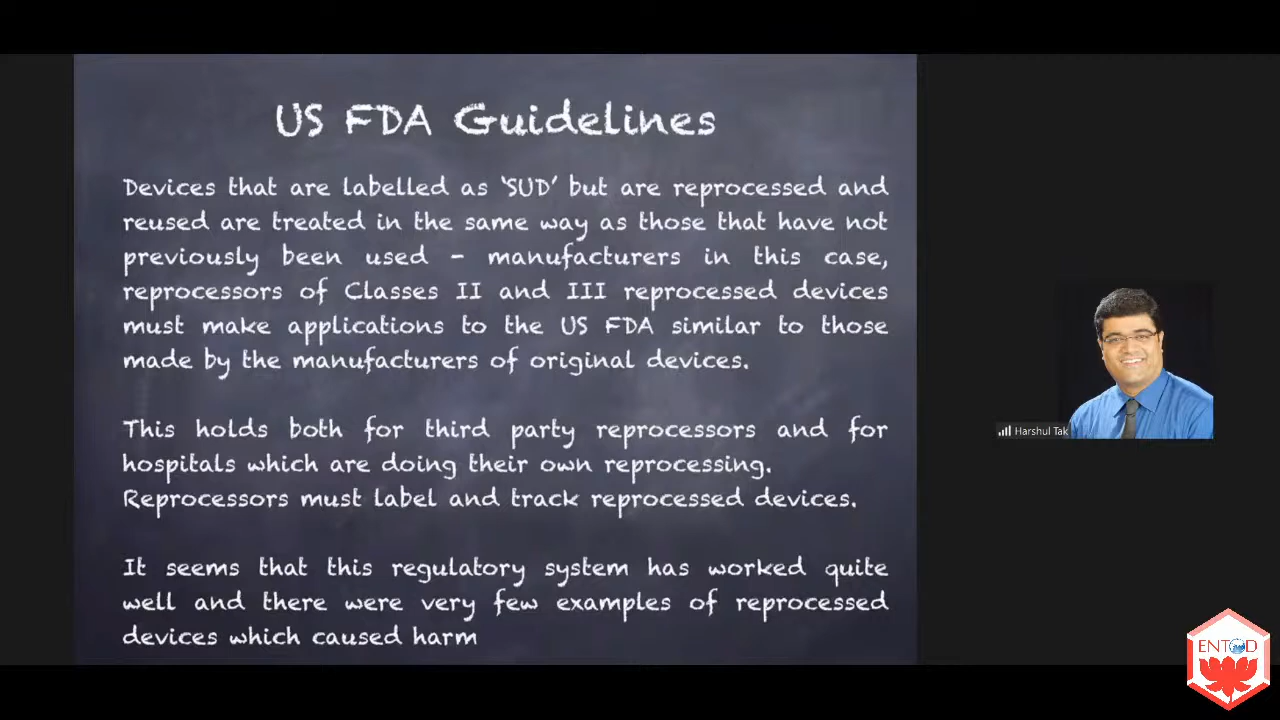 US FDA Guidelines
Devices that are labelled as 'SUD' but are reprocessed and
reused are treated in the same way as those that have not
previously been used - manufacturers in this case,
reprocessors of Classes II and III reprocessed devices
must make applications to the US FDA similar to those
made by the manufacturers of original devices.
This holds both for third party reprocessors and for
hospitals which are doing their own reprocessing.
Reprocessors must label and track reprocessed devices.
It seems that this regulatory system has worked quite
well and there were very few examples of reprocessed
devices which caused harm
Harshul Tak
ENTOD